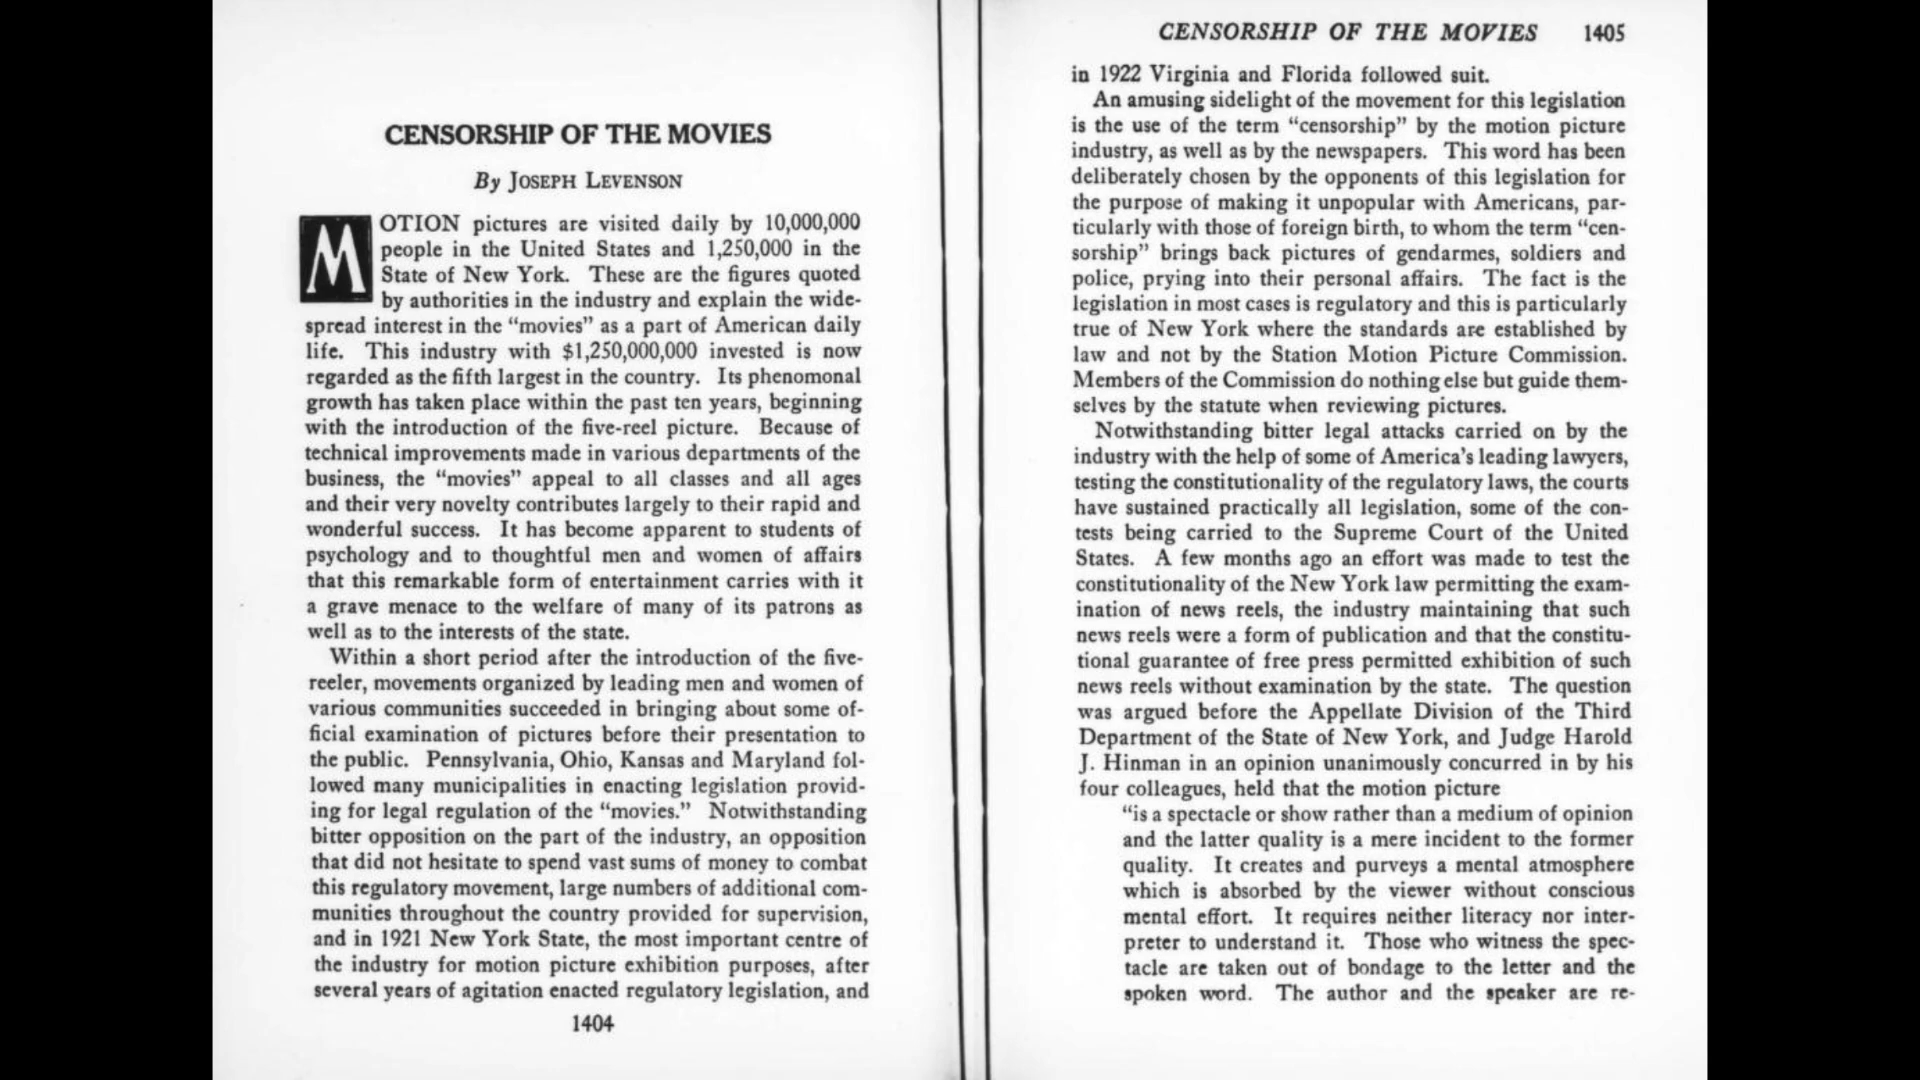 CENSORSHIP OF THE MOVIES
By JOSEPH LEVENSON
MOTION pictures are visited daily by 10,000,000
people in the United States and 1,250,000 in the
State of New York. These are the figures quoted
by authorities in the industry and explain the wide-
spread interest in the “movies” as a part of American daily
life. This industry with $1,250,000,000 invested is now
regarded as the fifth largest in the country. Its phenomonal
growth has taken place within the past ten years, beginning
with the introduction of the five-reel picture. Because of
technical improvements made in various departments of the
business, the “movies” appeal to all classes and all ages
and their very novelty contributes largely to their rapid and
wonderful success. It has become apparent to students of
psychology and to thoughtful men and women of affairs
that this remarkable form of entertainment carries with it
a grave menace to the welfare of many of its patrons as
well as to the interests of the state.
Within a short period after the introduction of the five-
reeler, movements organized by leading men and women of
various communities succeeded in bringing about some of-
ficial examination of pictures before their presentation to
the public. Pennsylvania, Ohio, Kansas and Maryland fol-
lowed many municipalities in enacting legislation provid-
ing for legal regulation of the “movies.” Notwithstanding
bitter opposition on the part of the industry, an opposition
that did not hesitate to spend vast sums of money to combat
this regulatory movement, large numbers of additional com-
munities throughout the country provided for supervision,
and in 1921 New York State, the most important centre of
the industry for motion picture exhibition purposes, after
several years of agitation enacted regulatory legislation, and
1404
CENSORSHIP OF THE MOVIES 1405
in 1922 Virginia and Florida followed suit.
An amusing sidelight of the movement for this legislation
is the use of the term “censorship” by the motion picture
industry, as well as by the newspapers. This word has been
deliberately chosen by the opponents of this legislation for
the purpose of making it unpopular with Americans, par-
ticularly with those of foreign birth, to whom the term “cen-
sorship” brings back pictures of gendarmes, soldiers and
police, prying into their personal affairs. The fact is the
legislation in most cases is regulatory and this is particularly
true of New York where the standards are established by
law and not by the Station Motion Picture Commission.
Members of the Commission do nothing else but guide them-
selves by the statute when reviewing pictures.
Notwithstanding bitter legal attacks carried on by the
industry with the help of some of America’s leading lawyers,
testing the constitutionality of the regulatory laws, the courts
have sustained practically all legislation, some of the con-
tests being carried to the Supreme Court of the United
States. A few months ago an effort was made to test the
constitutionality of the New York law permitting the exam-
ination of news reels, the industry maintaining that such
news reels were a form of publication and that the constitu-
tional guarantee of free press permitted exhibition of such
news reels without examination by the state. The question
was argued before the Appellate Division of the Third
Department of the State of New York, and Judge Harold
J. Hinman in an opinion unanimously concurred in by his
four colleagues, held that the motion picture
“is a spectacle or show rather than a medium of opinion
and the latter quality is a mere incident to the former
quality. It creates and purveys a mental atmosphere
which is absorbed by the viewer without conscious
mental effort. It requires neither literacy nor inter-
preter to understand it. Those who witness the spec-
tacle are taken out of bondage to the letter and the
spoken word. The author and the speaker are re-